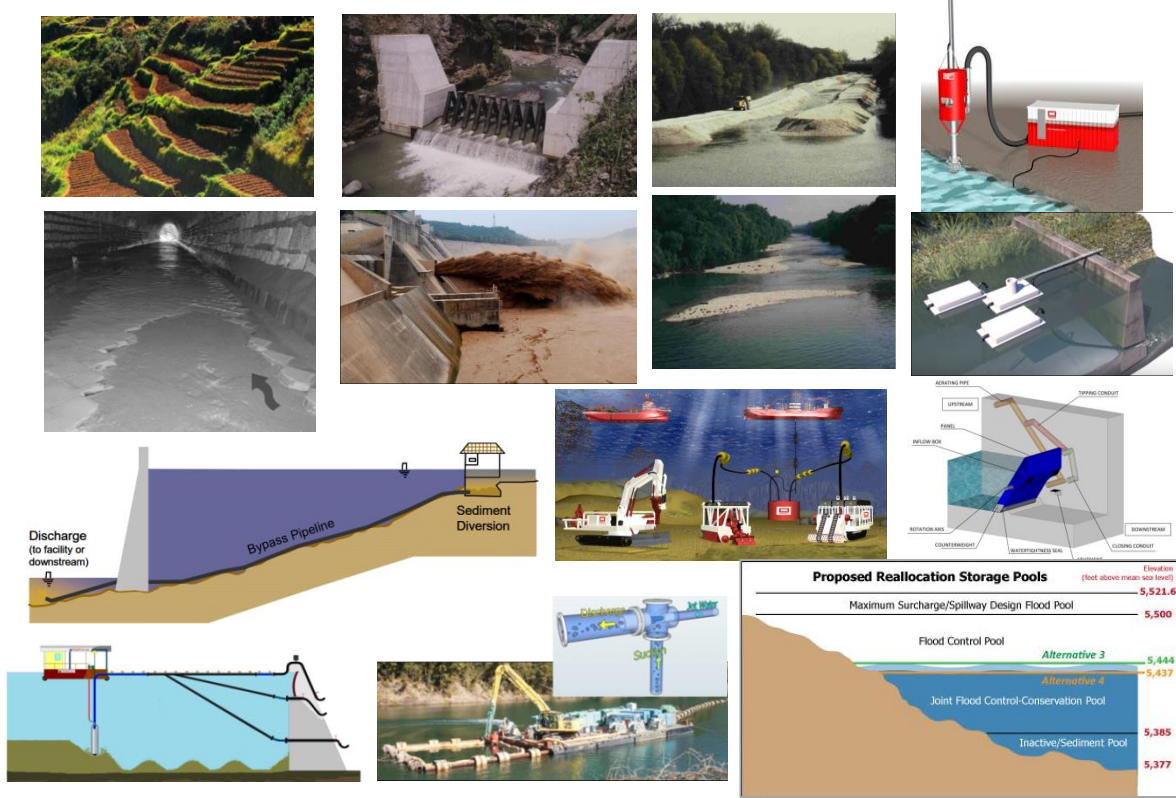 AERATING PIPE
TIPPING CONDUIT
UPSTREAM
PANEL
INFLOW BOX
ROTATION AXIS
COUNTERWEIGHT
WATERTIGHTNESS SEAL
DOWNSTREAM
CLOSING CONDUIT
Sediment
Diversion
Bypass Pipeline
Discharge
(to facility or
downstream)
Discharge
Jet Water
Suction
Proposed Reallocation Storage Pools
Elevation
(feet above mean sea level)
5,521.6
Maximum Surcharge/Spillway Design Flood Pool
5,500
Flood Control Pool
Alternative 3
5,444
Alternative 4
5,437
Joint Flood Control-Conservation Pool
5,385
Inactive/Sediment Pool
5,377